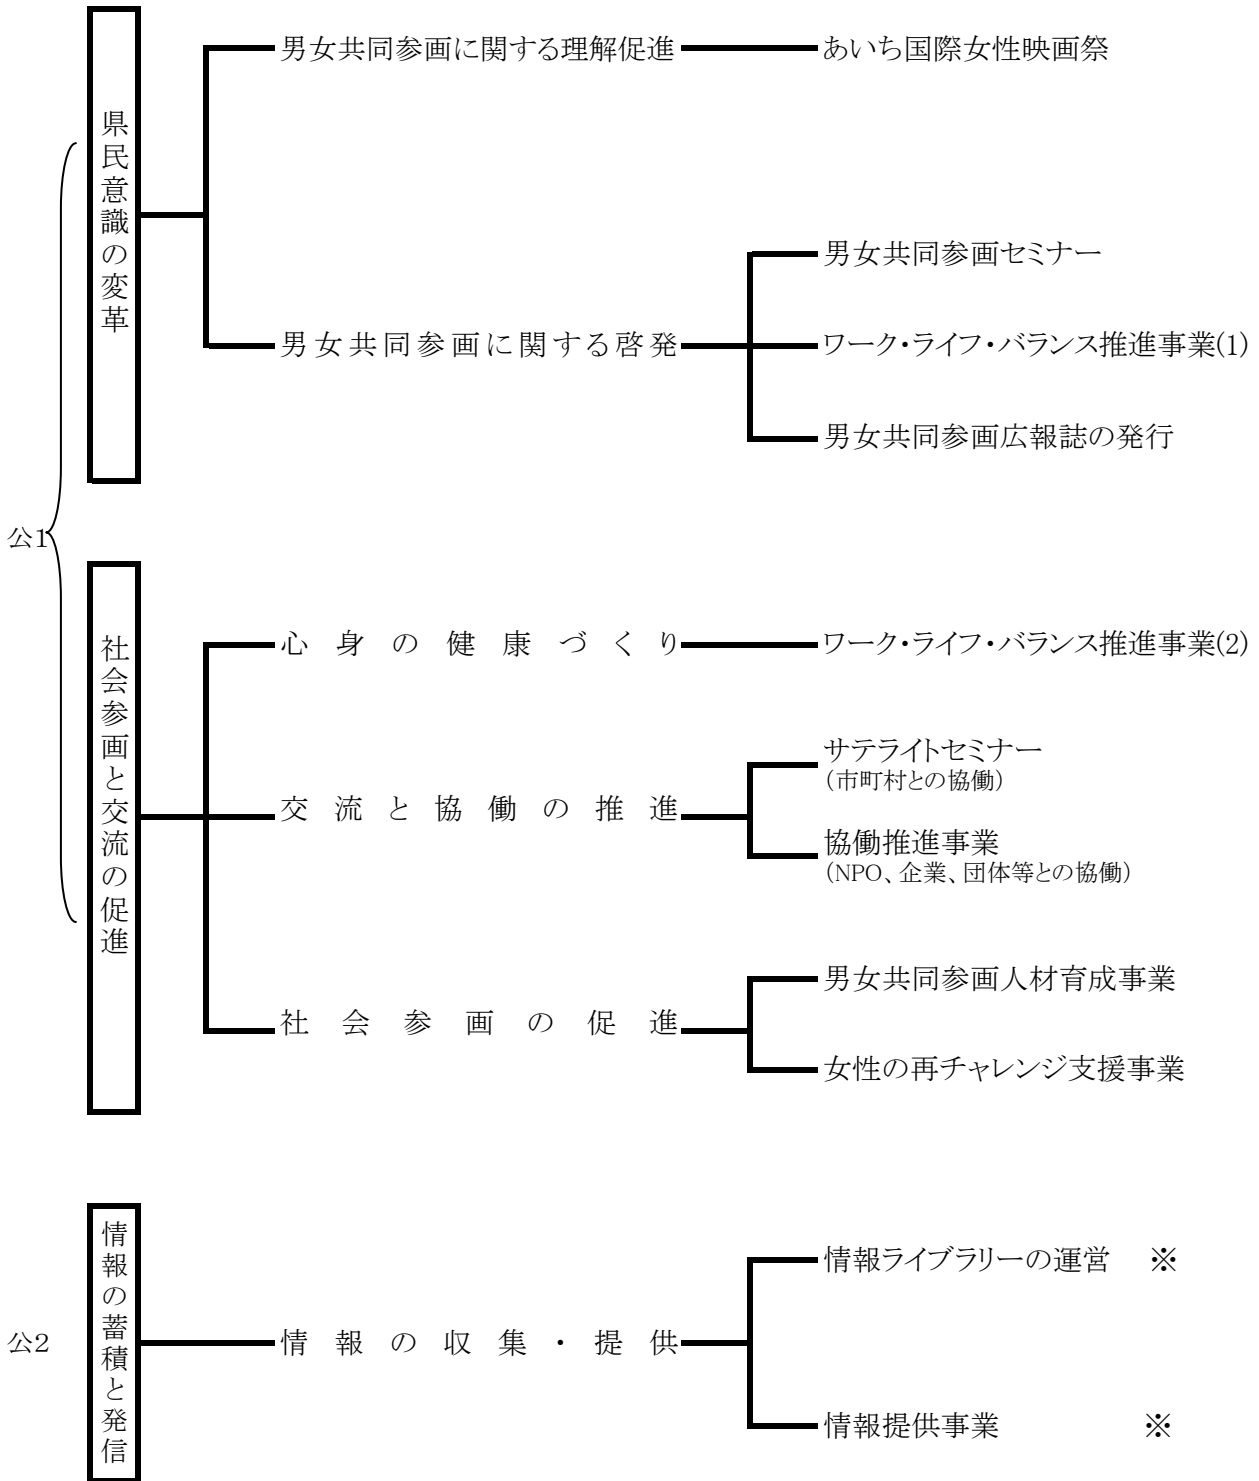 公1
県民意識の変革
男女共同参画に関する理解促進
あいち国際女性映画祭
男女共同参画に関する啓発
男女共同参画セミナー
ワーク・ライフ・バランス推進事業(1)
男女共同参画広報誌の発行
社会参画と交流の促進
心身の健康づくり
ワーク・ライフ・バランス推進事業(2)
交流と協働の推進
サテライトセミナー
(市町村との協働)
協働推進事業
(NPO、企業、団体等との協働)
社会参画の促進
男女共同参画人材育成事業
女性の再チャレンジ支援事業
公2
情報の蓄積と発信
情報の収集・提供
情報ライブラリーの運営 ※
情報提供事業 ※